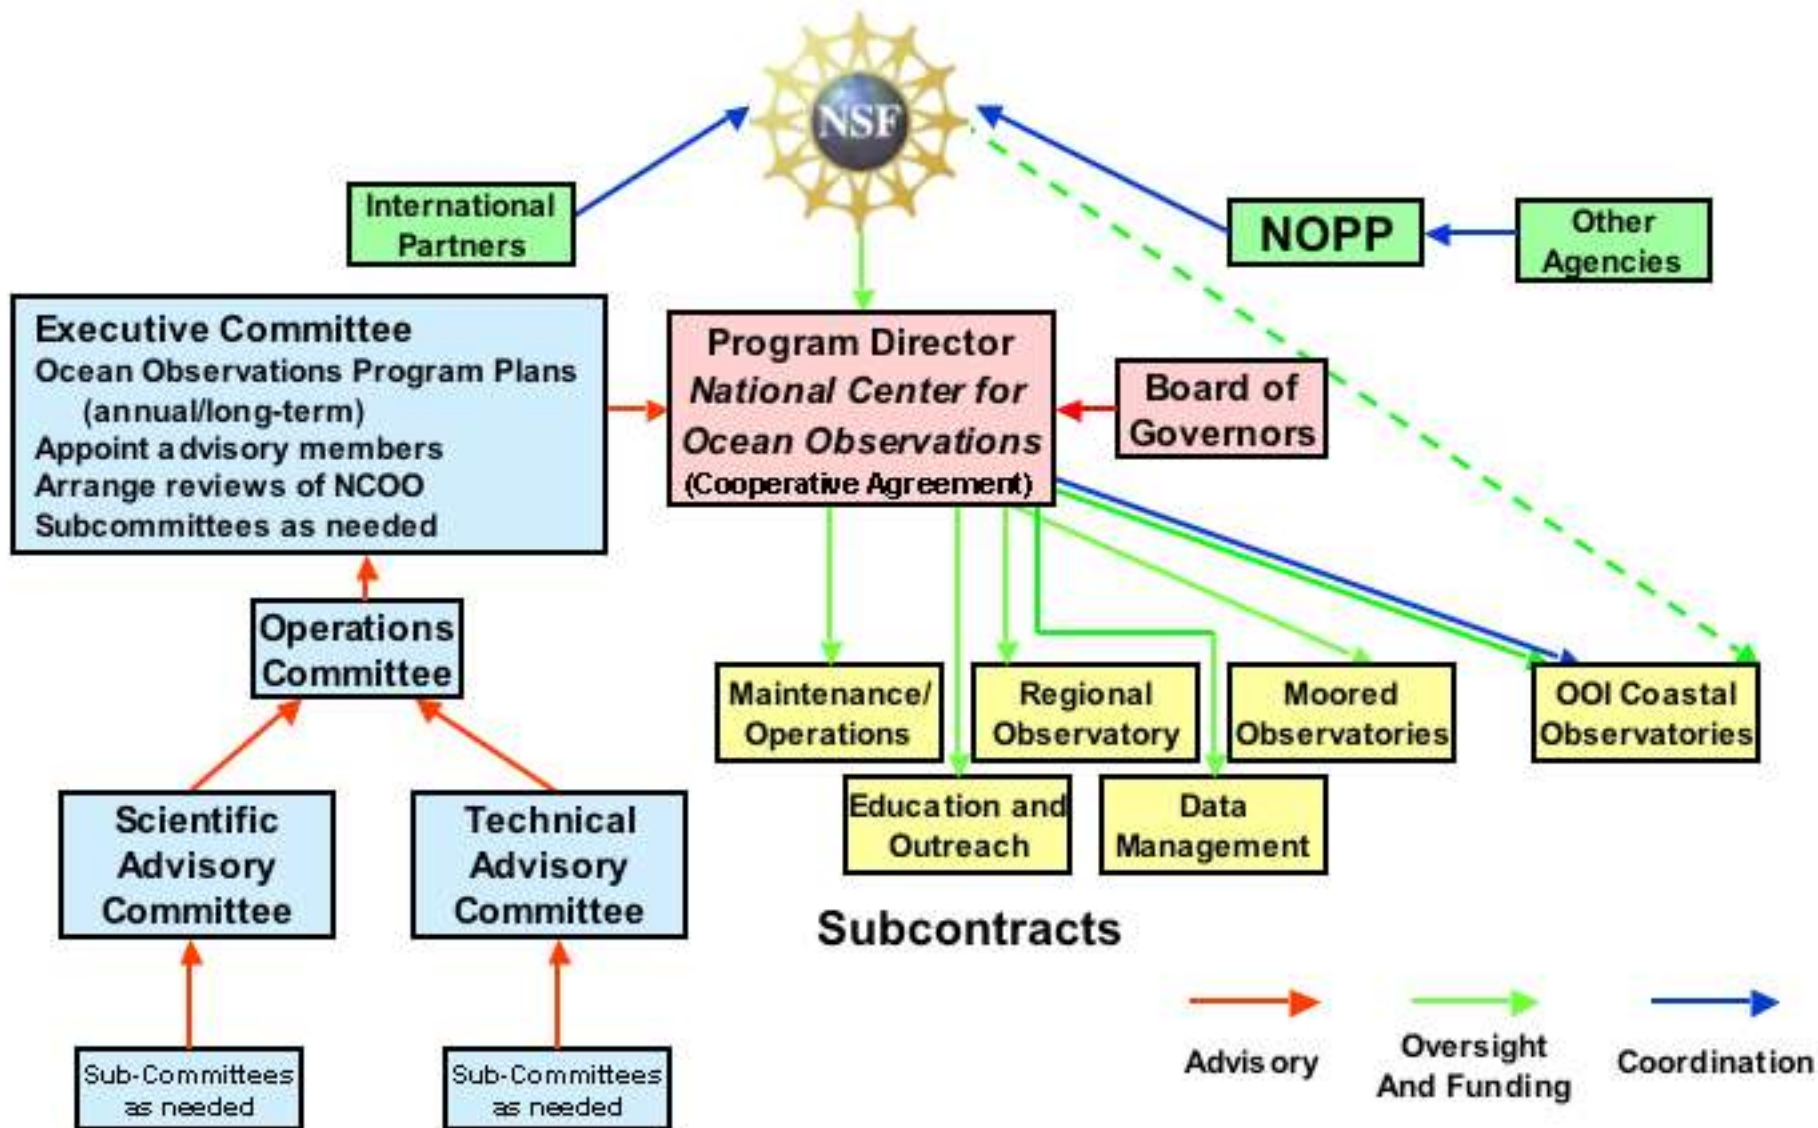 NSF
International
Partners
NOPP
Other
Agencies
Executive Committee
Ocean Observations Program Plans
(annual/long-term)
Appoint advisory members
Arrange reviews of NCOO
Subcommittees as needed
Program Director
National Center for
Ocean Observations
(Cooperative Agreement)
Board of
Governors
Operations
Committee
Scientific
Advisory
Committee
Technical
Advisory
Committee
Sub-Committees
as needed
Sub-Committees
as needed
Maintenance/
Operations
Regional
Observatory
Moored
Observatories
OOI Coastal
Observatories
Education and
Outreach
Data
Management
Subcontracts
Advisory
Oversight
And Funding
Coordination